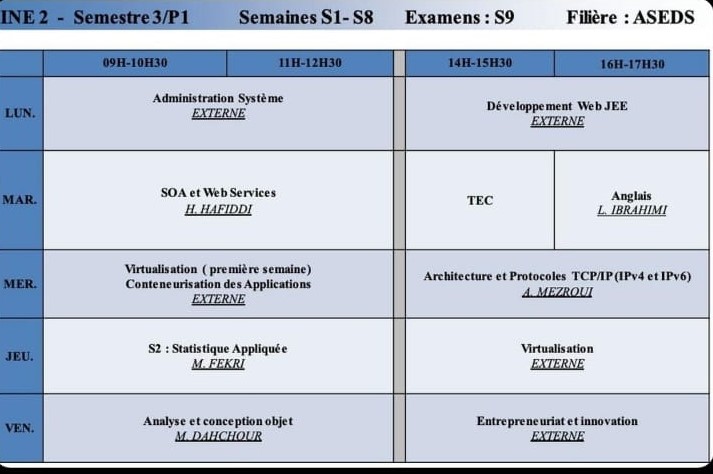 INE 2 - Semestre 3/P1 Semaines S1- S8 Examens : S9 Filière : ASEDS
09H-10H30 11H-12H30 14H-15H30 16H-17H30
LUN.
Administration Système
EXTERNE
Développement Web JEE
EXTERNE
MAR.
SOA et Web Services
H. HAFIDDI
TEC
Anglais
L. IBRAHIMI
MER.
Virtualisation ( première semaine)
Conteneurisation des Applications
EXTERNE
Architecture et Protocoles TCP/IP (IPv4 et IPv6)
A. MEZROUI
JEU.
S2 : Statistique Appliquée
M. FEKRI
Virtualisation
EXTERNE
VEN.
Analyse et conception objet
M. DAHCHOUR
Entrepreneuriat et innovation
EXTERNE